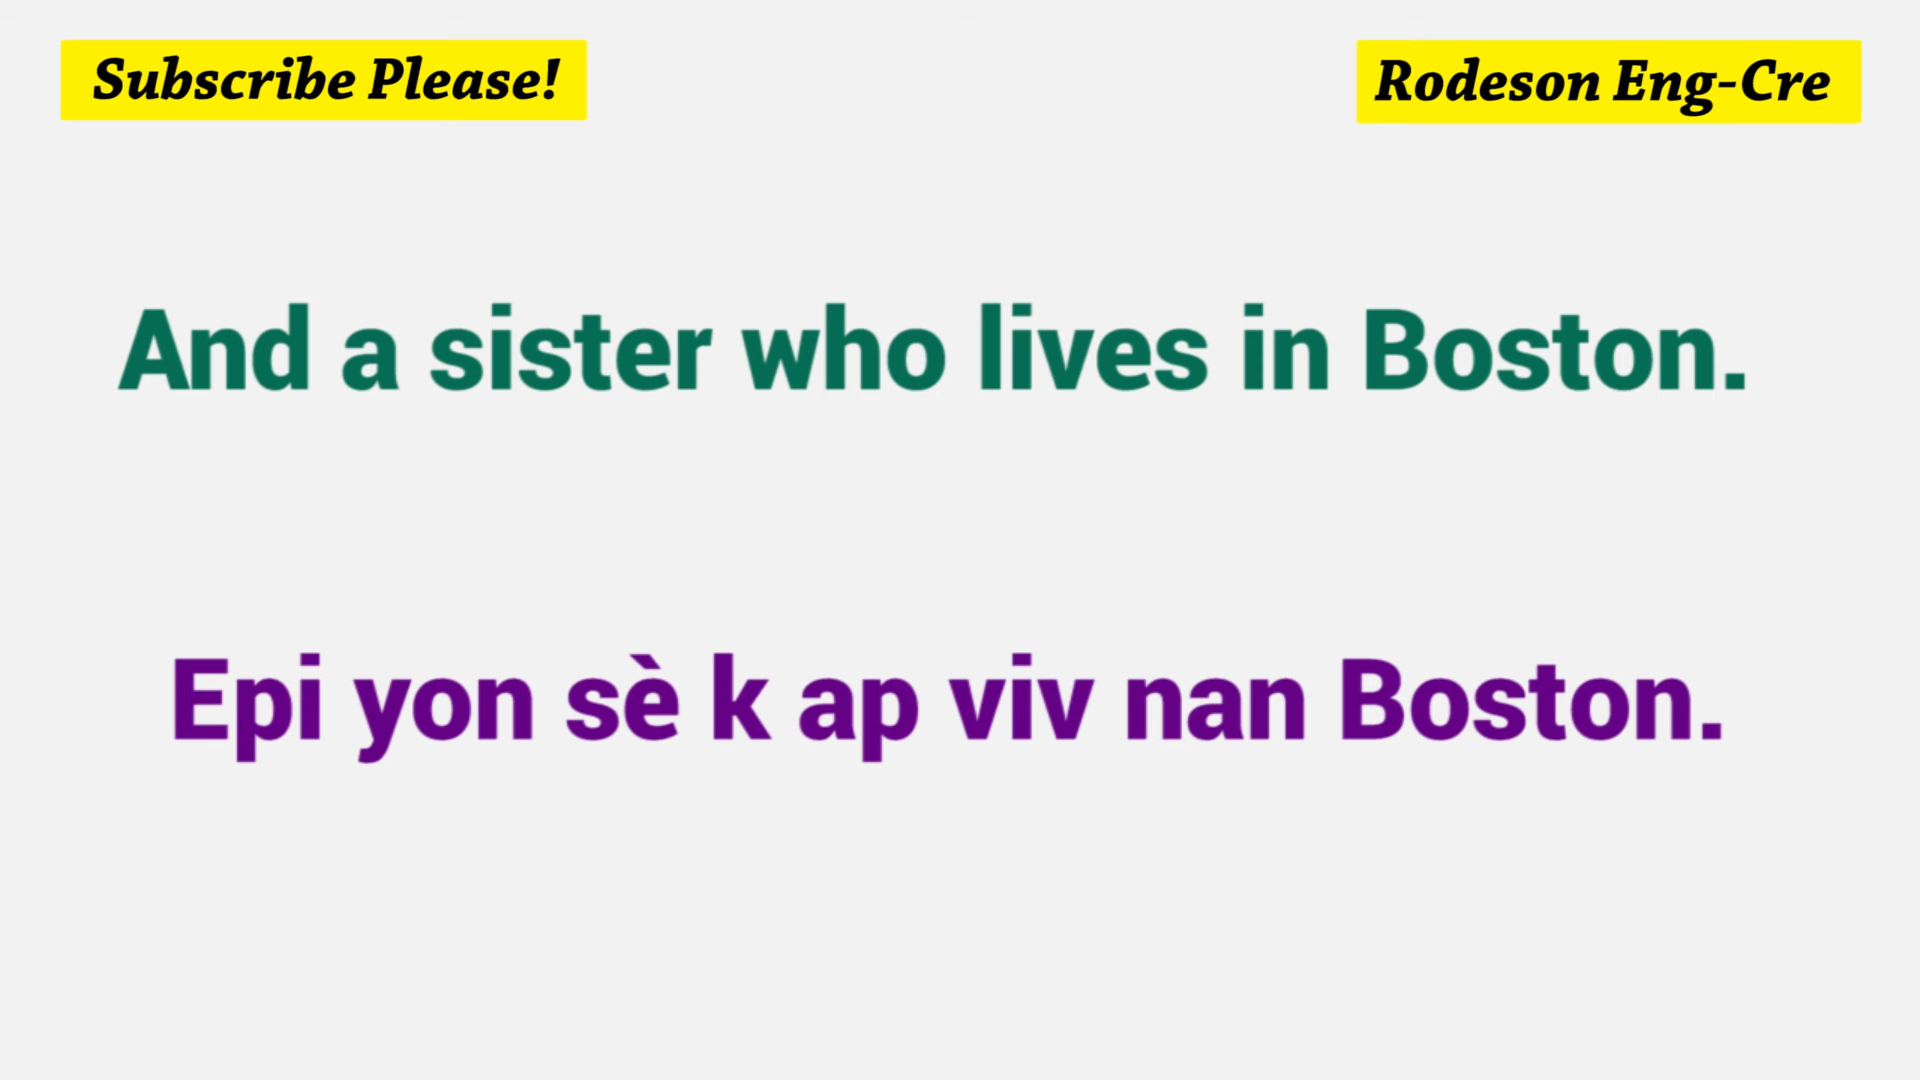 Subscribe Please!
Rodeson Eng-Cre
And a sister who lives in Boston.
Epi yon sè k ap viv nan Boston.